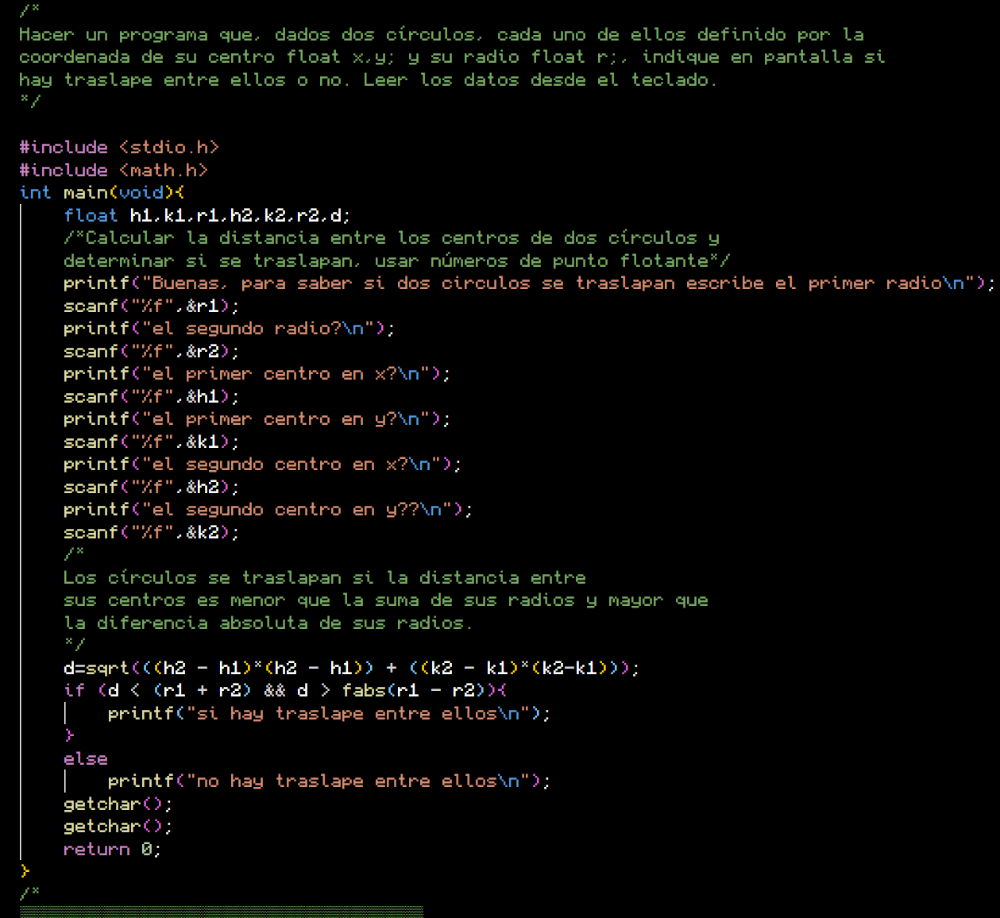 /*
Hacer un programa que, dados dos círculos, cada uno de ellos definido por la
coordenada de su centro float x,y; y su radio float r;, indique en pantalla si
hay traslape entre ellos o no. Leer los datos desde el teclado.
*/
#include <stdio.h>
#include <math.h>
int main(void){
float h1,k1,r1,h2,k2,r2,d;
/*Calcular la distancia entre los centros de dos círculos y
determinar si se traslapan, usar números de punto flotante*/
printf("Buenas, para saber si dos circulos se traslapan escribe el primer radio\n");
scanf("%f",&r1);
printf("el segundo radio?\n");
scanf("%f",&r2);
printf("el primer centro en x?\n");
scanf("%f",&h1);
printf("el primer centro en y?\n");
scanf("%f",&k1);
printf("el segundo centro en x?\n");
scanf("%f",&h2);
printf("el segundo centro en y??\n");
scanf("%f",&k2);
/*
Los círculos se traslapan si la distancia entre
sus centros es menor que la suma de sus radios y mayor que
la diferencia absoluta de sus radios.
*/
d=sqrt(((h2 - h1)*(h2 - h1)) + ((k2 - k1)*(k2-k1)));
if (d < (r1 + r2) && d > fabs(r1 - r2)){
printf("si hay traslape entre ellos\n");
}
else
printf("no hay traslape entre ellos\n");
getchar();
getchar();
return 0;
}
/*